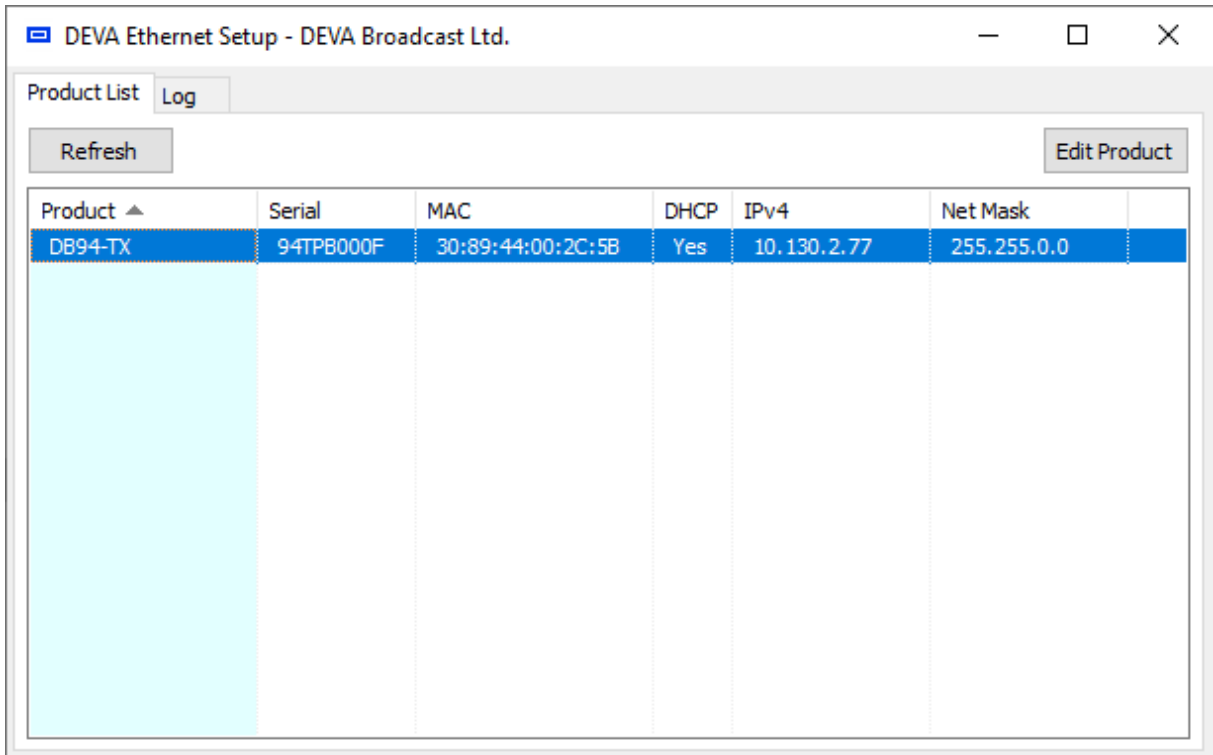 DEVA Ethernet Setup - DEVA Broadcast Ltd.
Product List Log
Refresh Edit Product
Product Serial MAC DHCP IPv4 Net Mask
DB94-TX 94TPB000F 30:89:44:00:2C:5B Yes 10.130.2.77 255.255.0.0